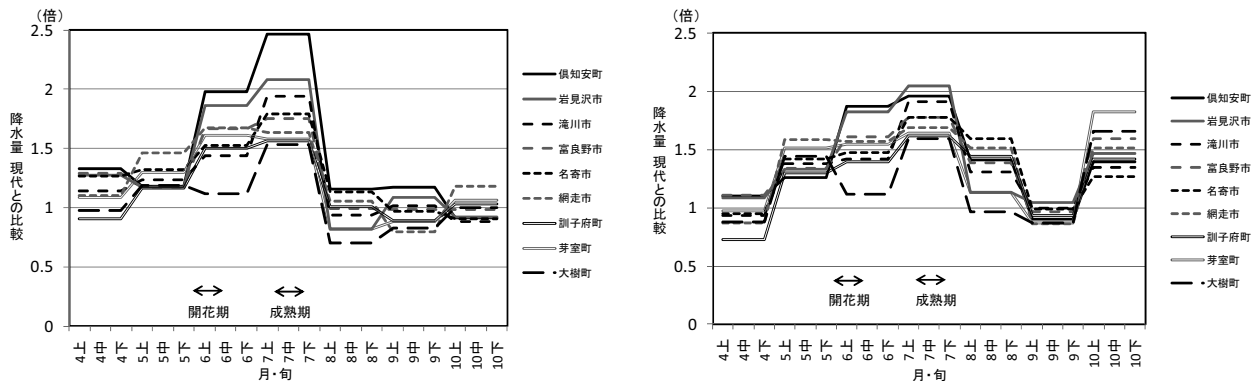 （倍）
2.5
2
1.5
1
0.5
0
降水量 現代との比較
開花期
成熟期
4上 4中 4下 5上 5中 5下 6上 6中 6下 7上 7中 7下 8上 8中 8下 9上 9中 9下 10上 10中 10下
月・旬
倶知安町
岩見沢市
滝川市
富良野市
名寄市
網走市
訓子府町
芽室町
大樹町
（倍）
2.5
2
1.5
1
0.5
0
降水量 現代との比較
開花期
成熟期
4上 4中 4下 5上 5中 5下 6上 6中 6下 7上 7中 7下 8上 8中 8下 9上 9中 9下 10上 10中 10下
月・旬
倶知安町
岩見沢市
滝川市
富良野市
名寄市
網走市
訓子府町
芽室町
大樹町